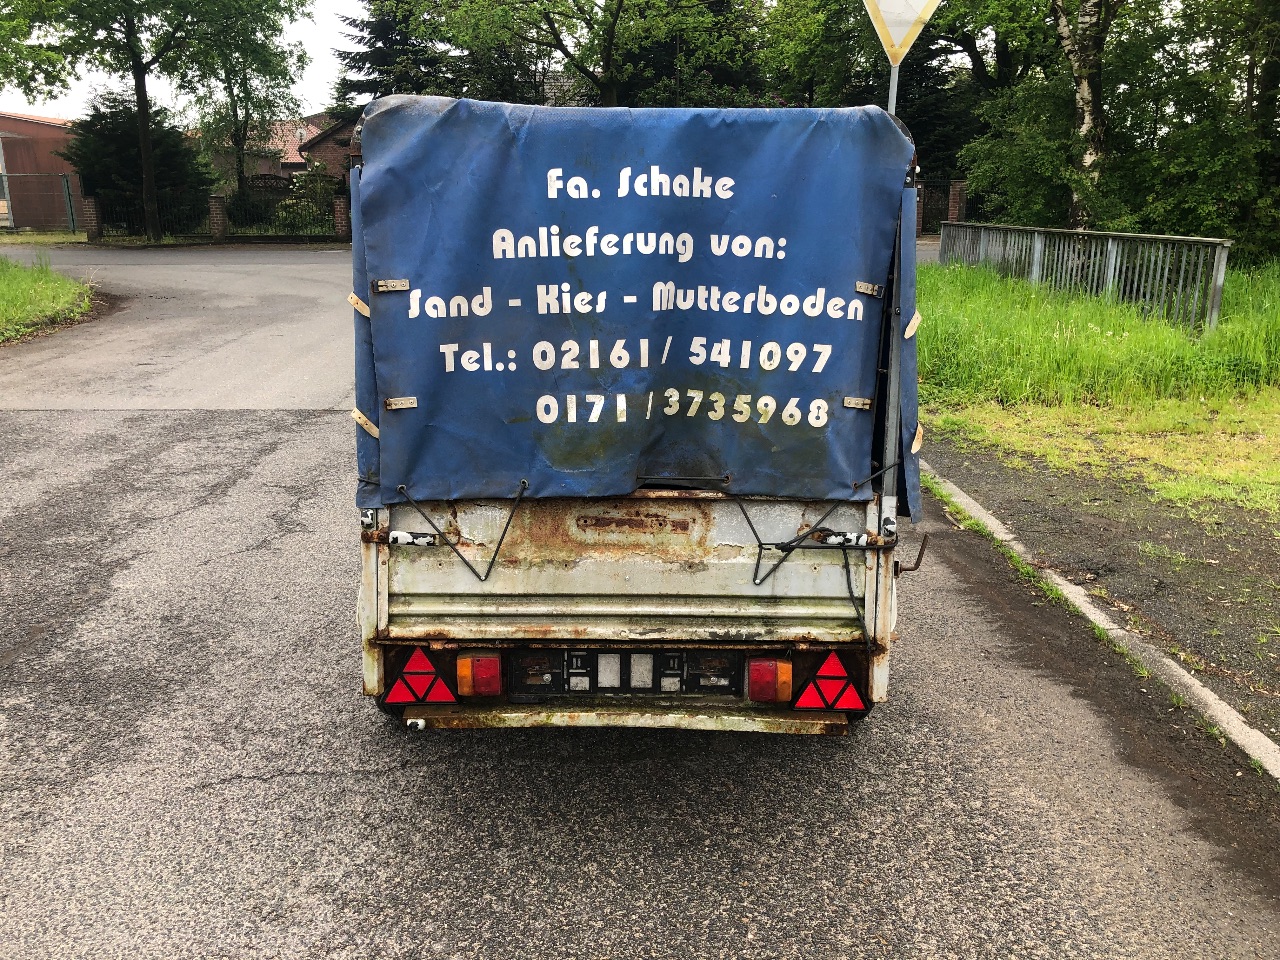 Fa. Schake
Anlieferung von:
Sand - Kies - Mutterboden
Tel.: 02161/ 541097
0171 / 3735968